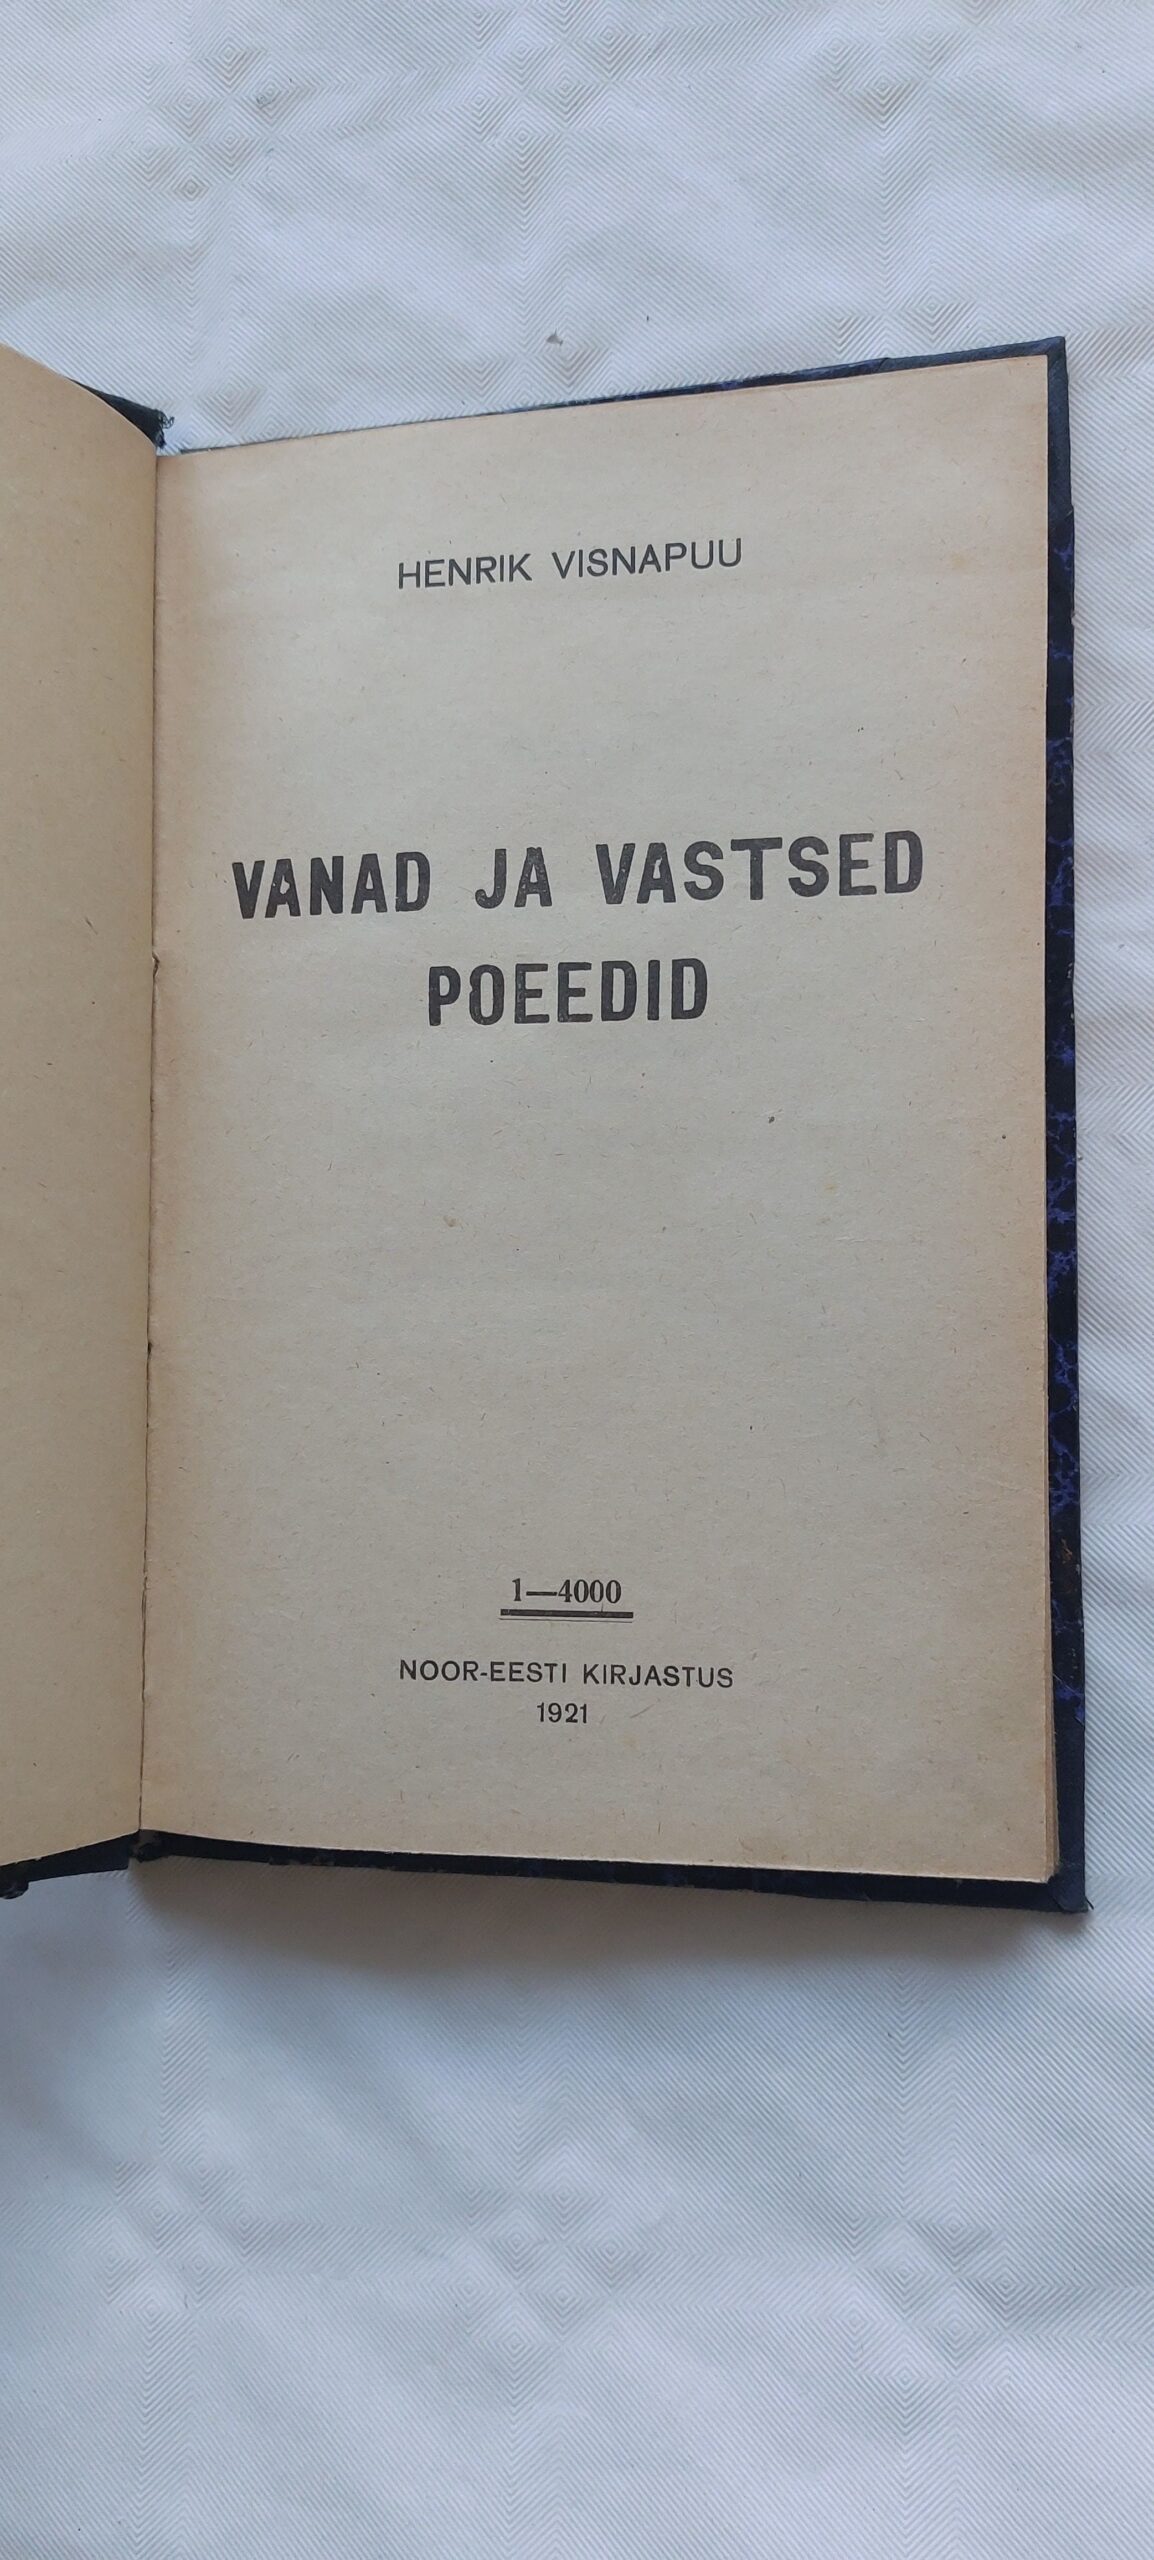 HENRIK VISNAPUU
VANAD JA VASTSED
POEEDID
1—4000
NOOR-EESTI KIRJASTUS
1921